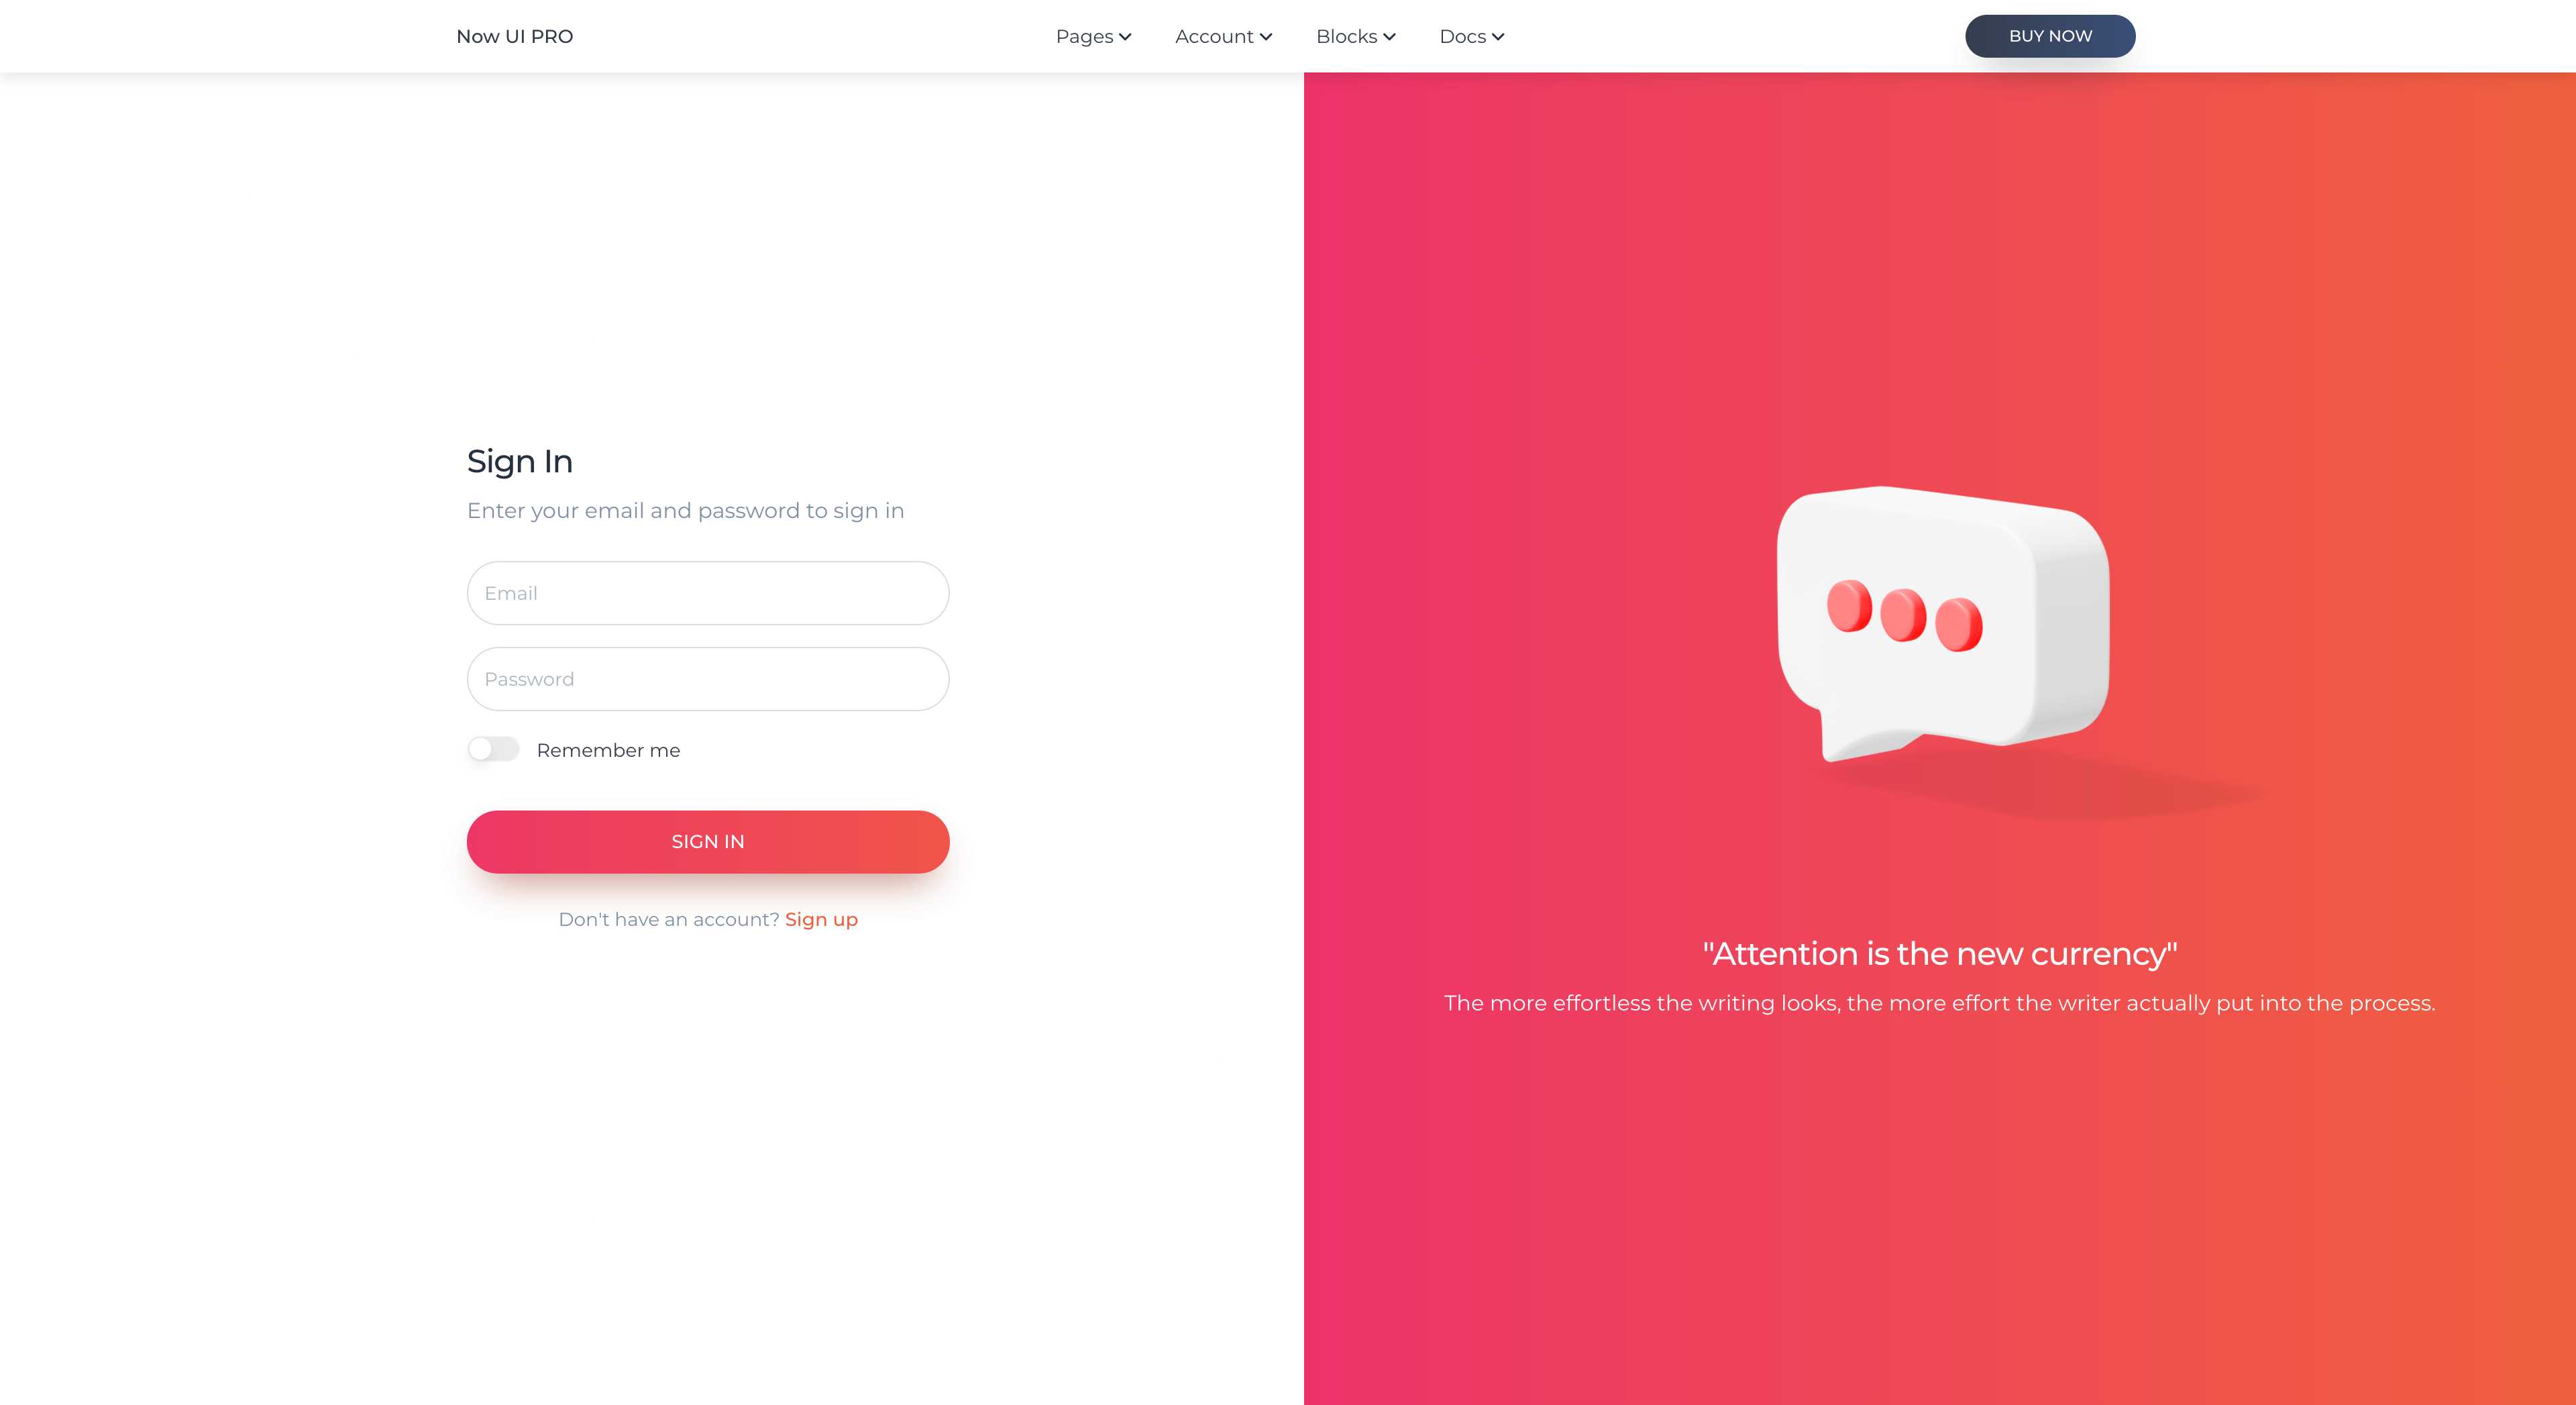 Now UI PRO
Pages
Account
Blocks
Docs
BUY NOW
Sign In
Enter your email and password to sign in
Email
Password
Remember me
SIGN IN
Don't have an account? Sign up
"Attention is the new currency"
The more effortless the writing looks, the more effort the writer actually put into the process.